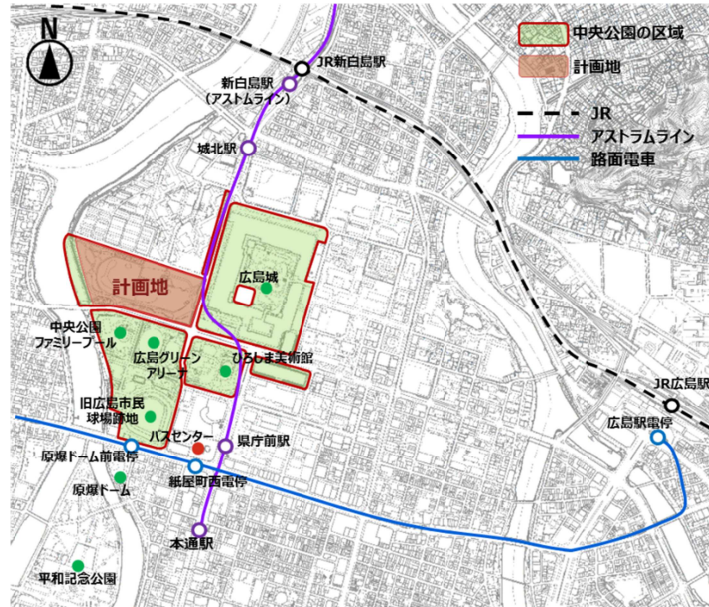 N
中央公園の区域
計画地
JR
アストラムライン
路面電車
JR新白島駅
新白島駅
(アストムライン)
城北駅
計画地
広島城
中央公園
ファミリープール
広島グリーン
アリーナ
ひろしま美術館
旧広島市民
球場跡地
バスセンター
県庁前駅
原爆ドーム前電停
紙屋町西電停
原爆ドーム
本通駅
平和記念公園
JR広島駅
広島駅電停